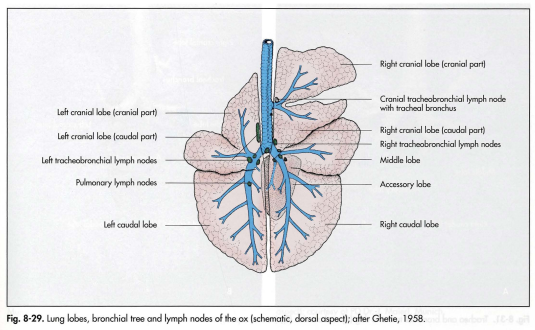 Right cranial lobe (cranial part)
Cranial tracheobronchial lymph node
with tracheal bronchus
Left cranial lobe (cranial part)
Right cranial lobe (caudal part)
Left cranial lobe (caudal part)
Right tracheobronchial lymph nodes
Left tracheobronchial lymph nodes
Middle lobe
Pulmonary lymph nodes
Accessory lobe
Left caudal lobe
Right caudal lobe
Fig. 8-29. Lung lobes, bronchial tree and lymph nodes of the ox (schematic, dorsal aspect); after Ghetie, 1958.